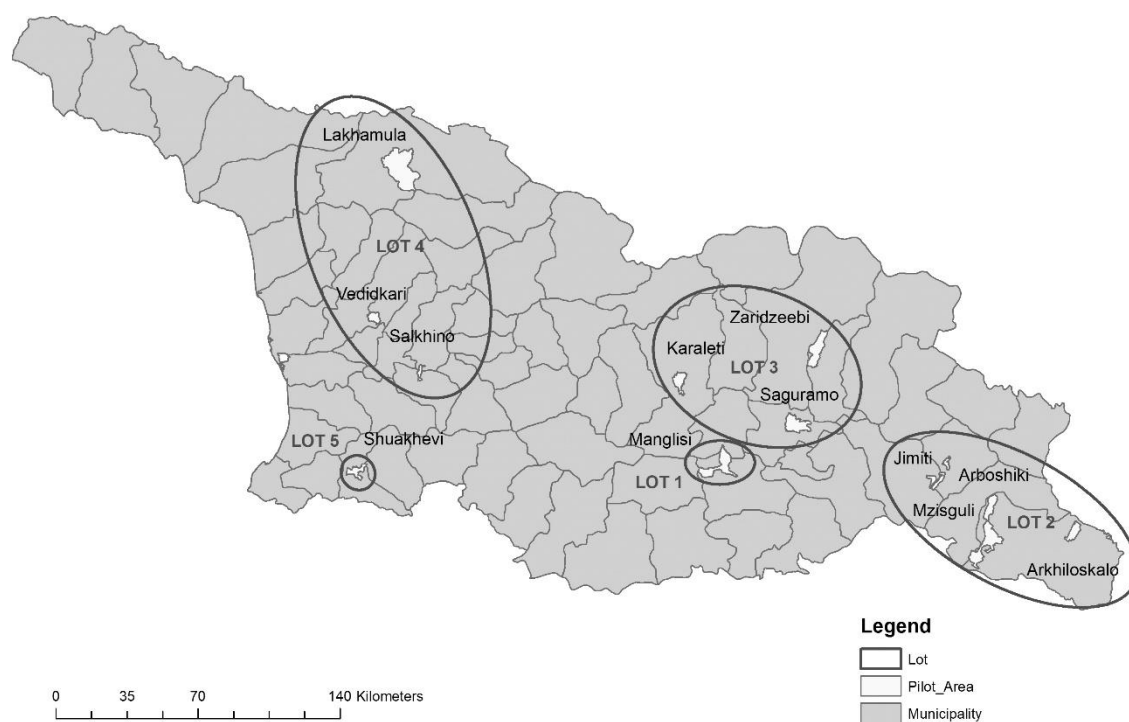 Lakhamula
LOT 4
Vedidkari
Salkhino
Zaridzeebi
Karaleti
LOT 3
Saguramo
LOT 5
Shuakhevi
Manglisi
LOT 1
Jimiti
Arboshiki
Mzisguli
LOT 2
Arkhiloskalo
Legend
Lot
Pilot_Area
Municipality
0 35 70 140 Kilometers